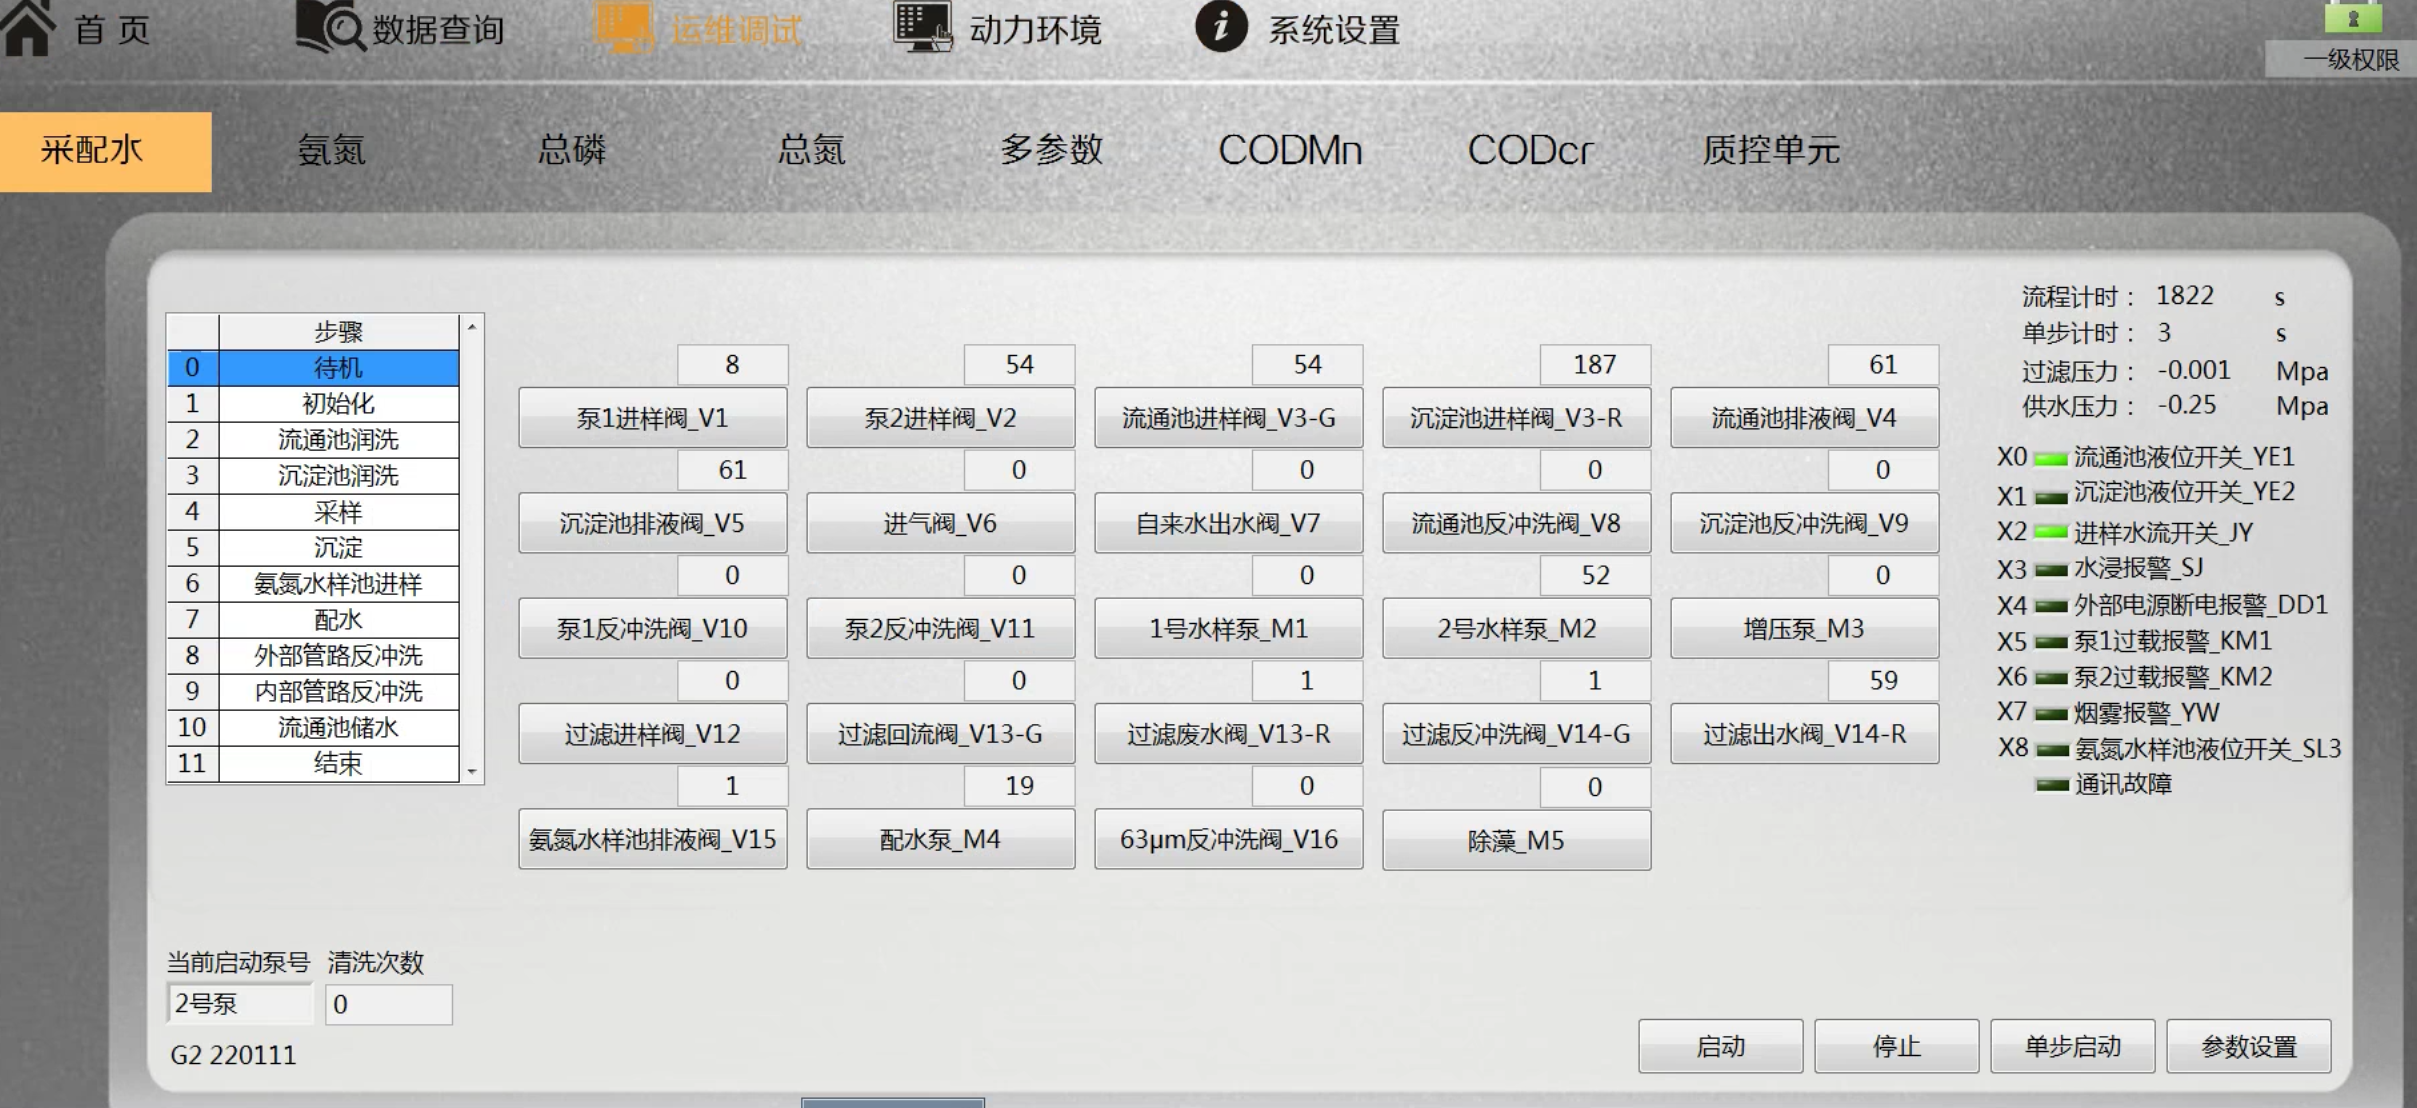 首 页
数据查询
运维调试
动力环境
系统设置
一级权限
采配水
氨氮
总磷
总氮
多参数
CODMn
CODcr
质控单元
步骤
0 待机
1 初始化
2 流通池润洗
3 沉淀池润洗
4 采样
5 沉淀
6 氨氮水样池进样
7 配水
8 外部管路反冲洗
9 内部管路反冲洗
10 流通池储水
11 结束
8 54 54 187 61
泵1进样阀_V1 泵2进样阀_V2 流通池进样阀_V3-G 沉淀池进样阀_V3-R 流通池排液阀_V4
61 0 0 0 0
沉淀池排液阀_V5 进气阀_V6 自来水出水阀_V7 流通池反冲洗阀_V8 沉淀池反冲洗阀_V9
0 0 0 52 0
泵1反冲洗阀_V10 泵2反冲洗阀_V11 1号水样泵_M1 2号水样泵_M2 增压泵_M3
0 0 1 1 59
过滤进样阀_V12 过滤回流阀_V13-G 过滤废水阀_V13-R 过滤反冲洗阀_V14-G 过滤出水阀_V14-R
1 19 0 0
氨氮水样池排液阀_V15 配水泵_M4 63μm反冲洗阀_V16 除藻_M5
流程计时： 1822 s
单步计时： 3 s
过滤压力： -0.001 Mpa
供水压力： -0.25 Mpa
X0 流通池液位开关_YE1
X1 沉淀池液位开关_YE2
X2 进样水流开关_JY
X3 水浸报警_SJ
X4 外部电源断电报警_DD1
X5 泵1过载报警_KM1
X6 泵2过载报警_KM2
X7 烟雾报警_YW
X8 氨氮水样池液位开关_SL3
通讯故障
当前启动泵号 清洗次数
2号泵 0
G2 220111
启动 停止 单步启动 参数设置